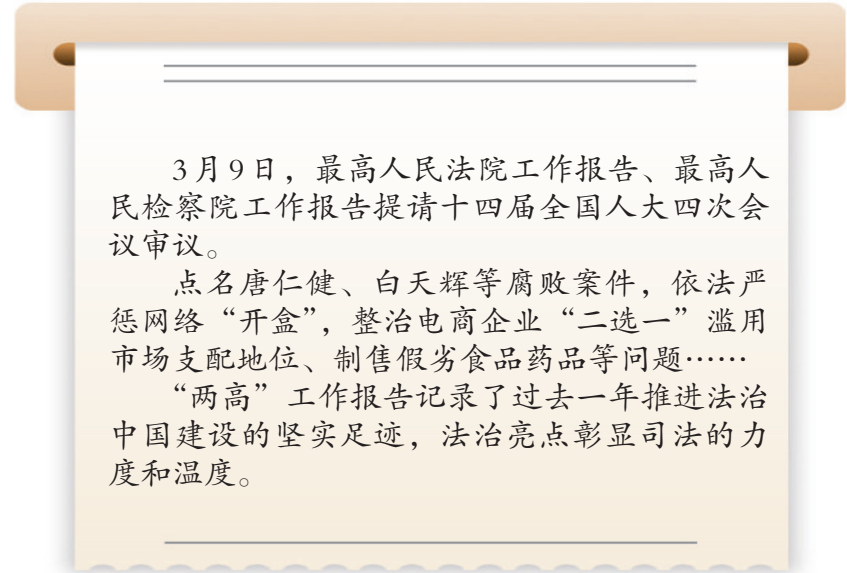 3月9日，最高人民法院工作报告、最高人
民检察院工作报告提请十四届全国人大四次会
议审议。
点名唐仁健、白天辉等腐败案件，依法严
惩网络“开盒”，整治电商企业“二选一”滥用
市场支配地位、制售假劣食品药品等问题……
“两高”工作报告记录了过去一年推进法治
中国建设的坚实足迹，法治亮点彰显司法的力
度和温度。